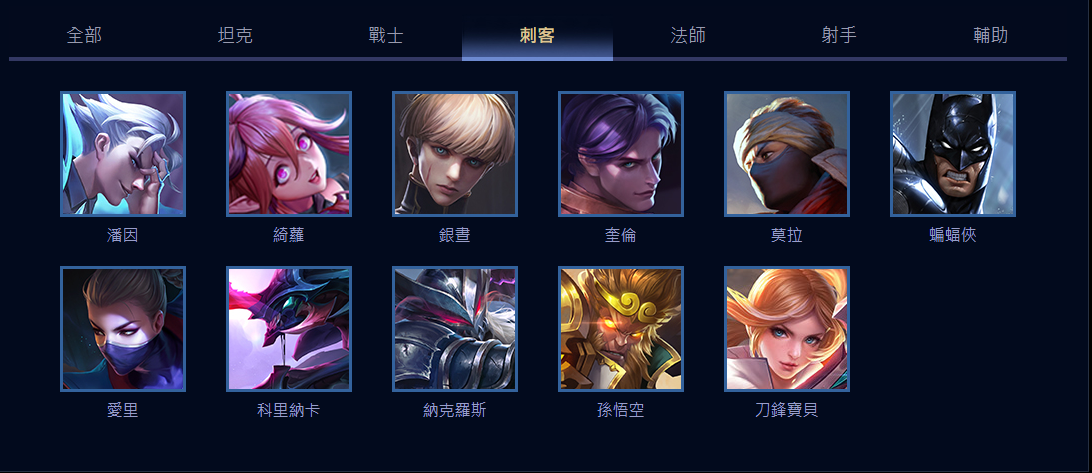 全部 坦克 戰士 刺客 法師 射手 輔助
潘因 綺蘿 銀晝 奎倫 莫拉 蝙蝠俠
愛里 科里納卡 納克羅斯 孫悟空 刀鋒寶貝